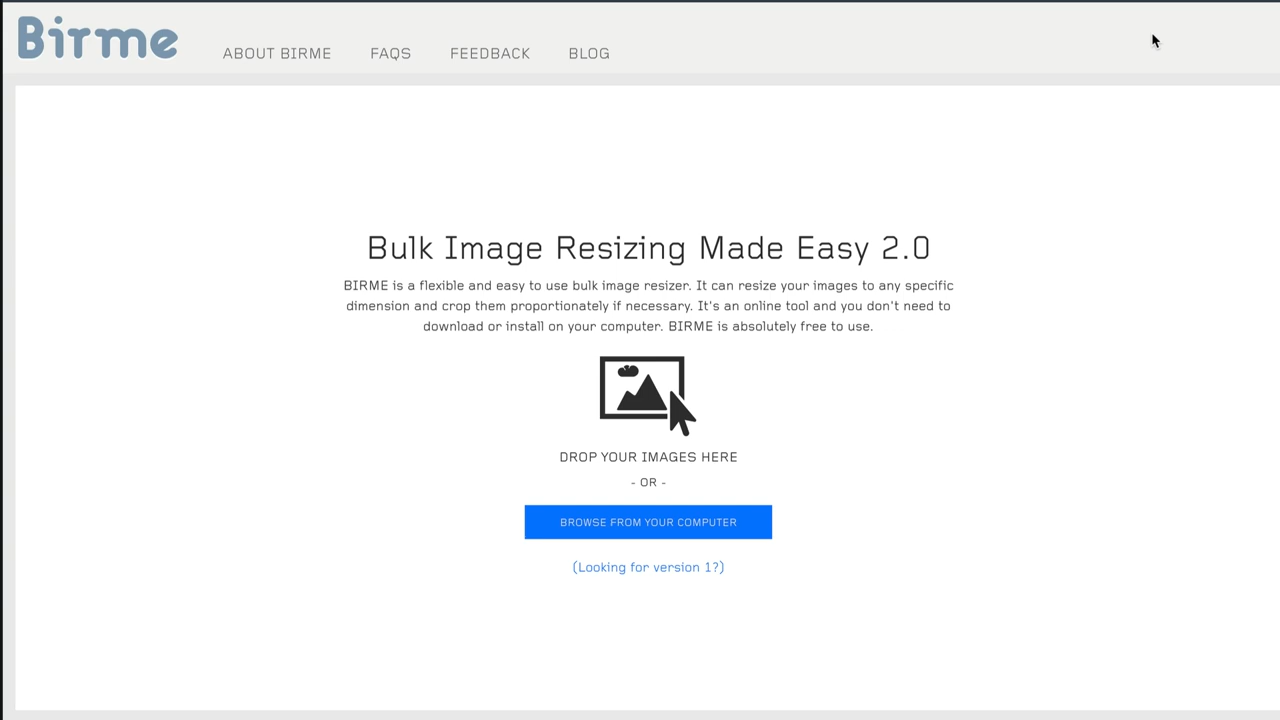 Birme
ABOUT BIRME
FAQS
FEEDBACK
BLOG
Bulk Image Resizing Made Easy 2.0
BIRME is a flexible and easy to use bulk image resizer. It can resize your images to any specific
dimension and crop them proportionately if necessary. It's an online tool and you don't need to
download or install on your computer. BIRME is absolutely free to use.
DROP YOUR IMAGES HERE
- OR -
BROWSE FROM YOUR COMPUTER
(Looking for version 1?)